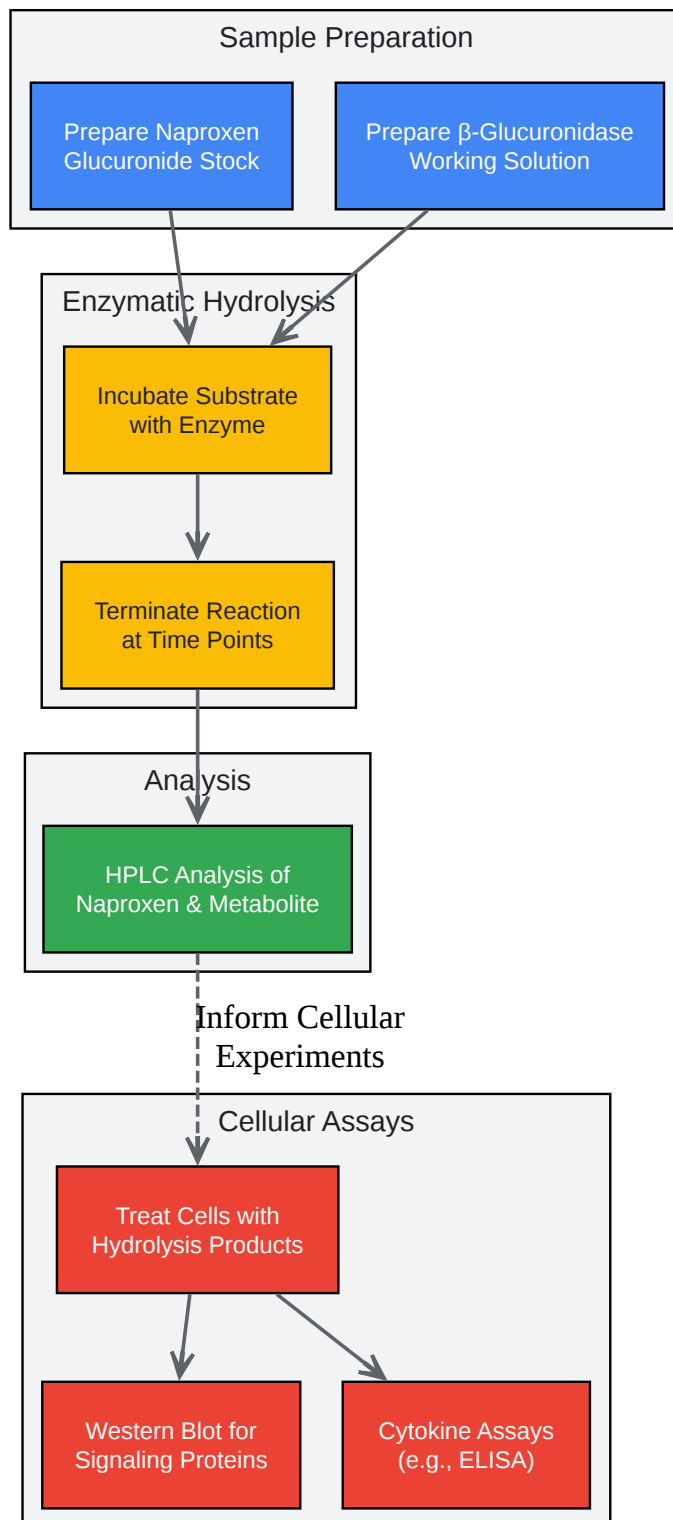 Sample Preparation
Prepare Naproxen
Glucuronide Stock
Prepare β-Glucuronidase
Working Solution
Enzymatic Hydrolysis
Incubate Substrate
with Enzyme
Terminate Reaction
at Time Points
Analysis
HPLC Analysis of
Naproxen & Metabolite
Inform Cellular
Experiments
Cellular Assays
Treat Cells with
Hydrolysis Products
Western Blot for
Signaling Proteins
Cytokine Assays
(e.g., ELISA)